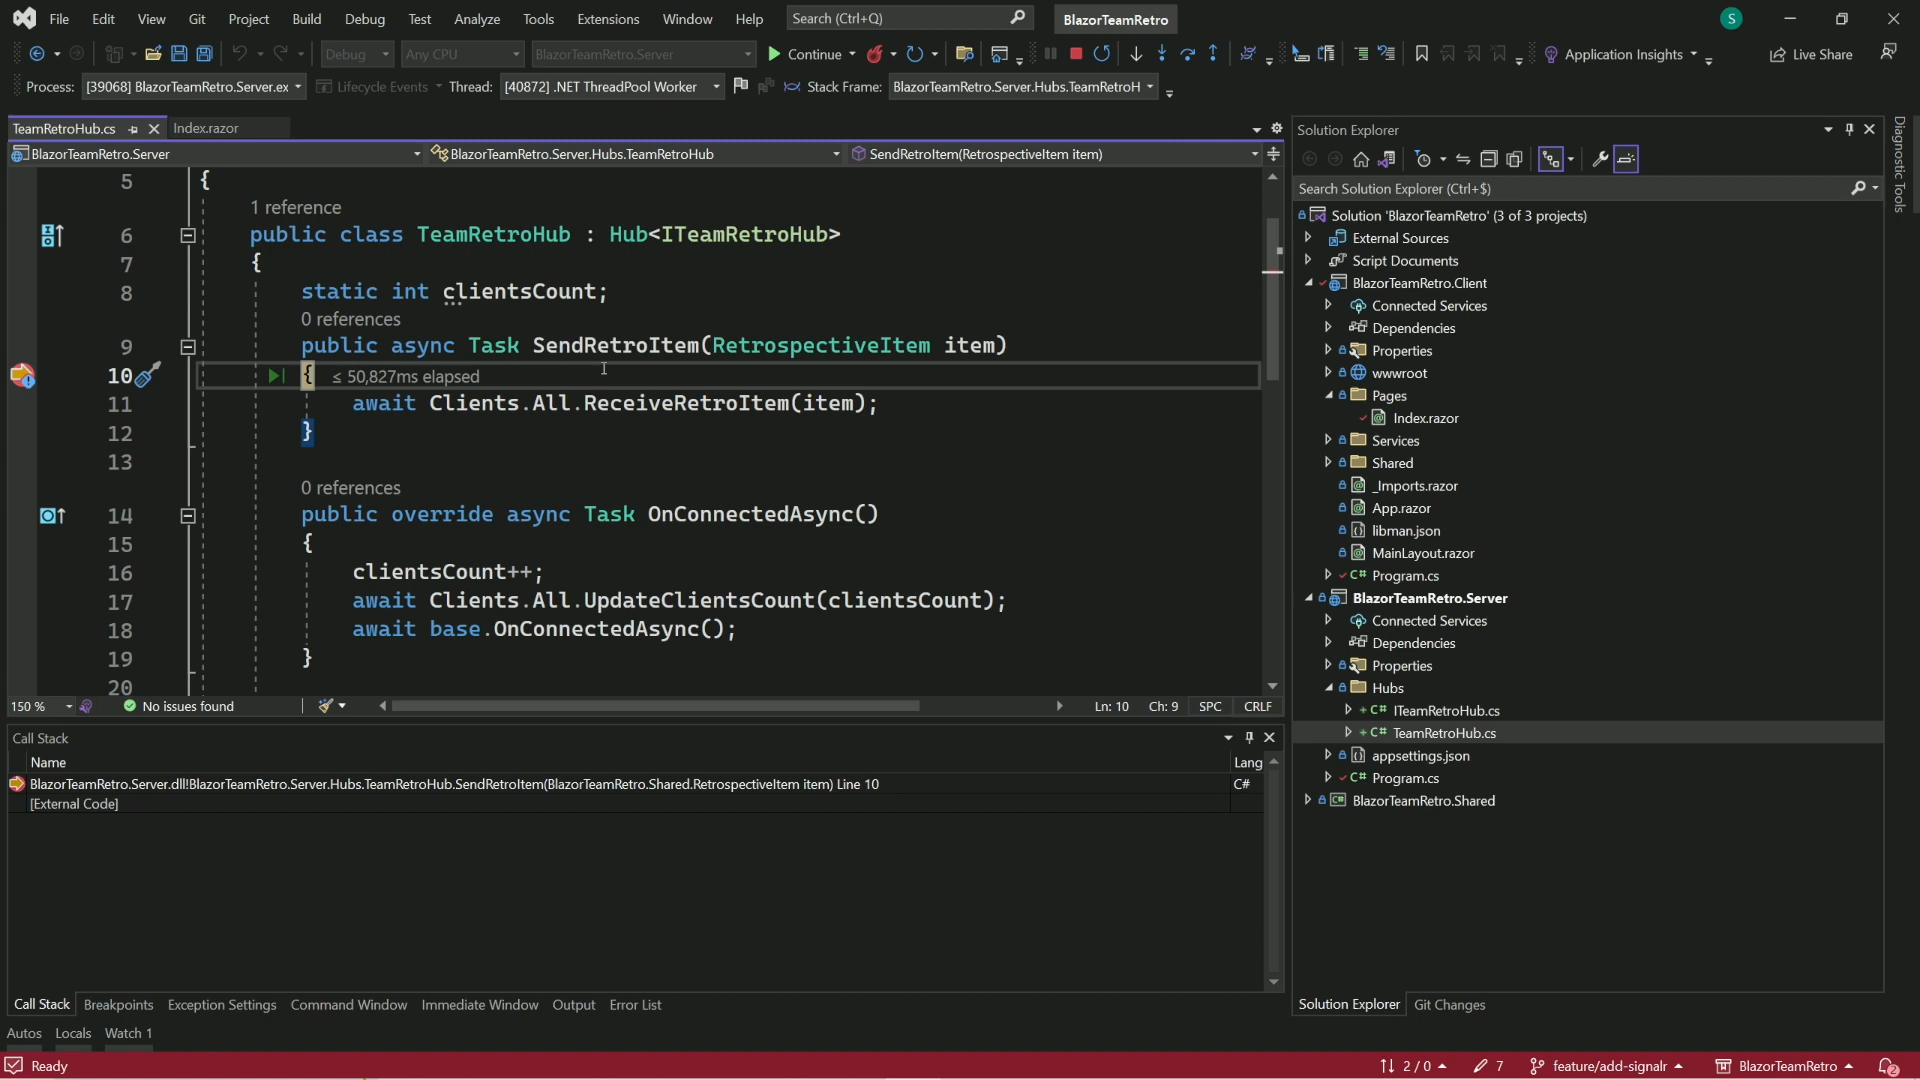 File Edit View Git Project Build Debug Test Analyze Tools Extensions Window Help Search (Ctrl+Q) BlazorTeamRetro S
Debug Any CPU BlazorTeamRetro.Server Continue Application Insights Live Share
Process: [39068] BlazorTeamRetro.Server.ex Lifecycle Events Thread: [40872] .NET ThreadPool Worker Stack Frame: BlazorTeamRetro.Server.Hubs.TeamRetroH
TeamRetroHub.cs Index.razor
BlazorTeamRetro.Server BlazorTeamRetro.Server.Hubs.TeamRetroHub SendRetroItem(RetrospectiveItem item)
5 {
1 reference
6 public class TeamRetroHub : Hub<ITeamRetroHub>
7 {
8 static int clientsCount;
0 references
9 public async Task SendRetroItem(RetrospectiveItem item)
10 { ≤ 50,827ms elapsed
11 await Clients.All.ReceiveRetroItem(item);
12 }
13
0 references
14 public override async Task OnConnectedAsync()
15 {
16 clientsCount++;
17 await Clients.All.UpdateClientsCount(clientsCount);
18 await base.OnConnectedAsync();
19 }
20
150 % No issues found Ln: 10 Ch: 9 SPC CRLF
Call Stack
Name Lang
BlazorTeamRetro.Server.dll!BlazorTeamRetro.Server.Hubs.TeamRetroHub.SendRetroItem(BlazorTeamRetro.Shared.RetrospectiveItem item) Line 10 C#
[External Code]
Call Stack Breakpoints Exception Settings Command Window Immediate Window Output Error List
Autos Locals Watch 1
Solution Explorer
Search Solution Explorer (Ctrl+$)
Solution 'BlazorTeamRetro' (3 of 3 projects)
External Sources
Script Documents
BlazorTeamRetro.Client
Connected Services
Dependencies
Properties
wwwroot
Pages
Index.razor
Services
Shared
_Imports.razor
App.razor
libman.json
MainLayout.razor
C# Program.cs
BlazorTeamRetro.Server
Connected Services
Dependencies
Properties
Hubs
C# ITeamRetroHub.cs
C# TeamRetroHub.cs
appsettings.json
C# Program.cs
C# BlazorTeamRetro.Shared
Solution Explorer Git Changes
Diagnostic Tools
Ready 2 / 0 7 feature/add-signalr BlazorTeamRetro 2